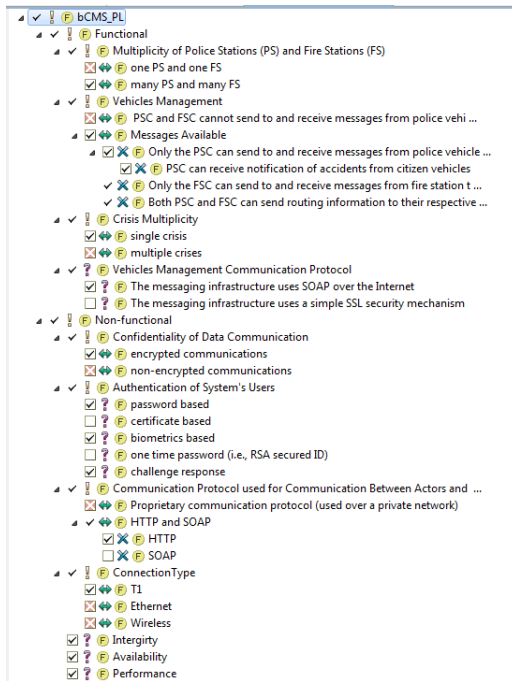 bCMS_PL
Functional
Multiplicity of Police Stations (PS) and Fire Stations (FS)
one PS and one FS
many PS and many FS
Vehicles Management
PSC and FSC cannot send to and receive messages from police vehi ...
Messages Available
Only the PSC can send to and receive messages from police vehicle ...
PSC can receive notification of accidents from citizen vehicles
Only the FSC can send to and receive messages from fire station t ...
Both PSC and FSC can send routing information to their respective ...
Crisis Multiplicity
single crisis
multiple crises
Vehicles Management Communication Protocol
The messaging infrastructure uses SOAP over the Internet
The messaging infrastructure uses a simple SSL security mechanism
Non-functional
Confidentiality of Data Communication
encrypted communications
non-encrypted communications
Authentication of System's Users
password based
certificate based
biometrics based
one time password (i.e., RSA secured ID)
challenge response
Communication Protocol used for Communication Between Actors and ...
Proprietary communication protocol (used over a private network)
HTTP and SOAP
HTTP
SOAP
ConnectionType
T1
Ethernet
Wireless
Intergirty
Availability
Performance